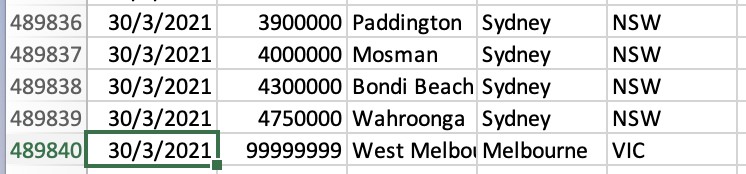 489836 30/3/2021 3900000 Paddington Sydney NSW
489837 30/3/2021 4000000 Mosman Sydney NSW
489838 30/3/2021 4300000 Bondi Beach Sydney NSW
489839 30/3/2021 4750000 Wahroonga Sydney NSW
489840 30/3/2021 99999999 West Melbou Melbourne VIC